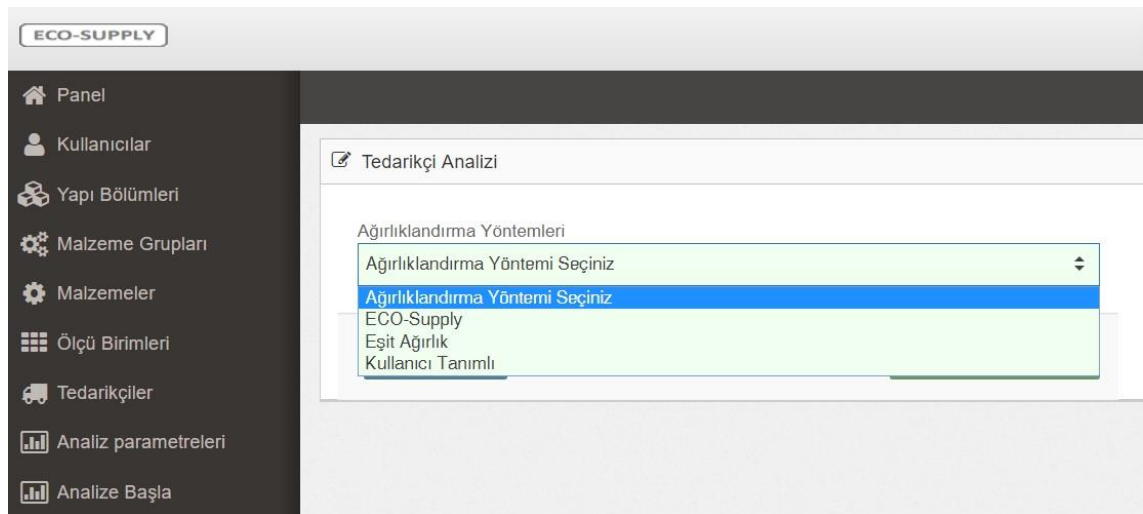 ECO-SUPPLY
Panel
Kullanıcılar
Yapı Bölümleri
Malzeme Grupları
Malzemeler
Ölçü Birimleri
Tedarikçiler
Analiz parametreleri
Analize Başla
Tedarikçi Analizi
Ağırlıklandırma Yöntemleri
Ağırlıklandırma Yöntemi Seçiniz
Ağırlıklandırma Yöntemi Seçiniz
ECO-Supply
Eşit Ağırlık
Kullanıcı Tanımlı